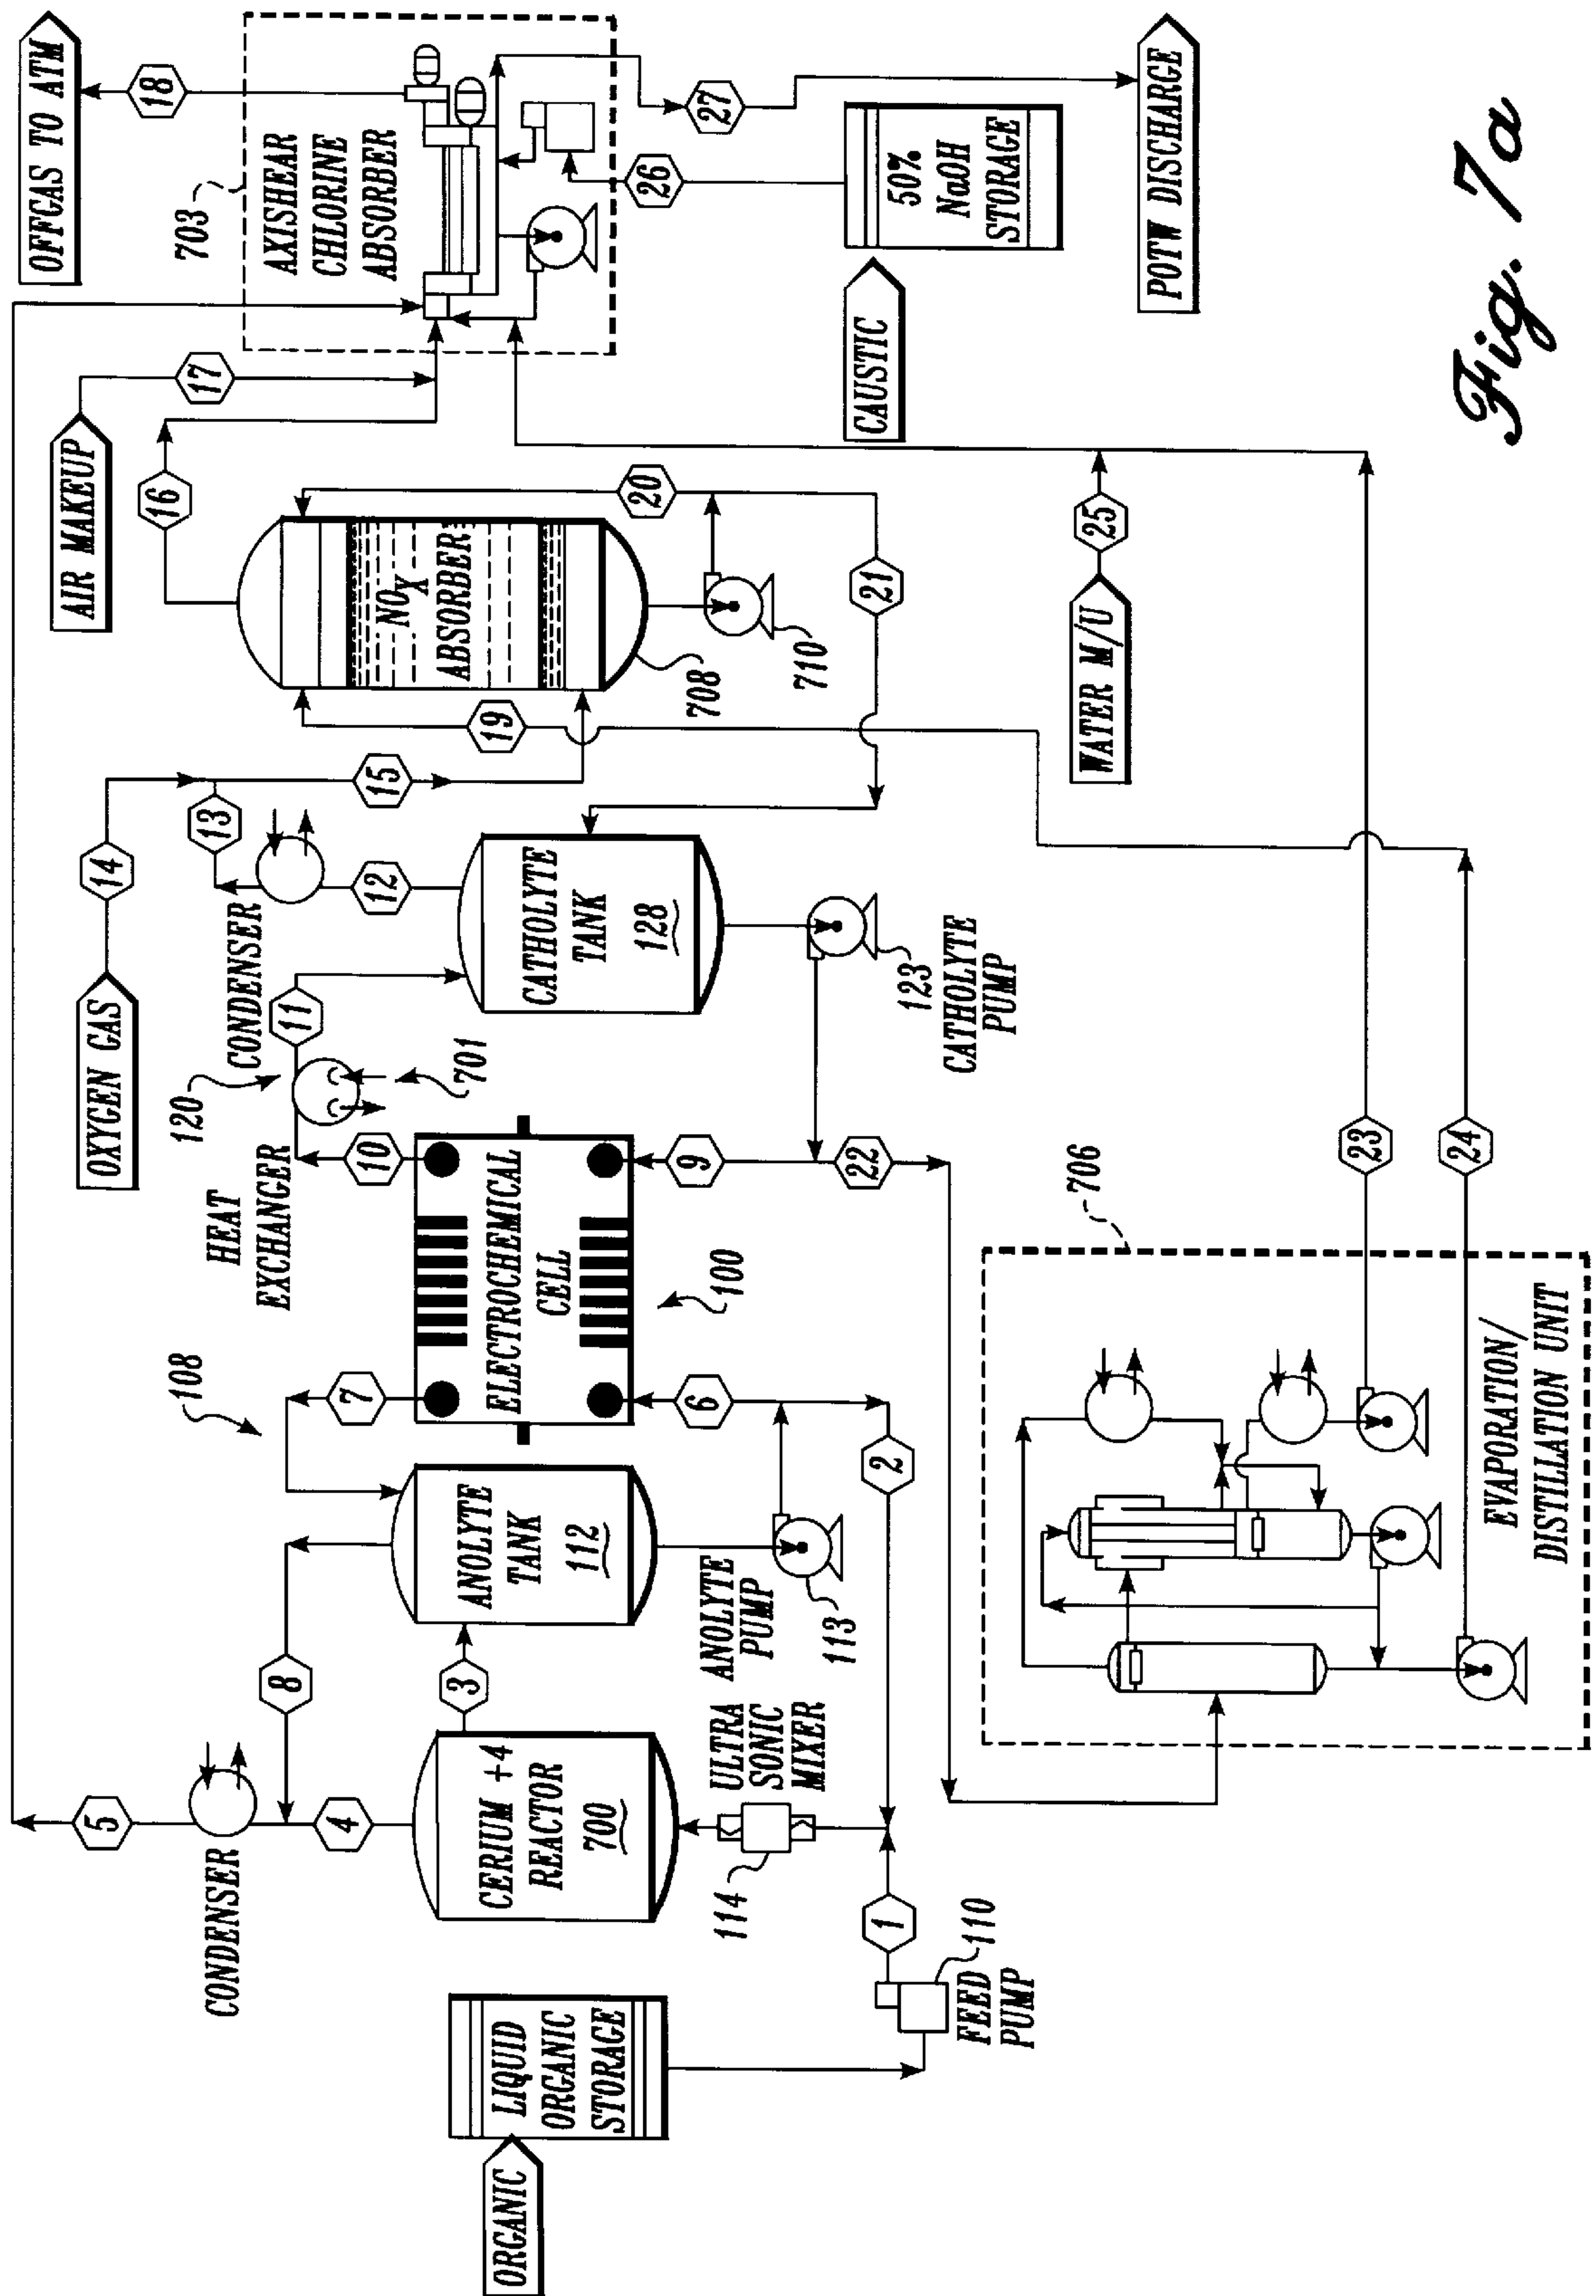 ORGANIC
LIQUID
ORGANIC
STORAGE
FEED
PUMP
110
1
CONDENSER
5
4
CERIUM +4
REACTOR
700
114
ULTRA
SONIC
MIXER
8
3
ANOLYTE
TANK
112
ANOLYTE
PUMP
113
2
108
7
6
ELECTROCHEMICAL
CELL
100
HEAT
EXCHANGER
120
701
10
9
22
11
OXYGEN GAS
14
CONDENSER
12
13
15
CATHOLYTE
TANK
128
123
CATHOLYTE
PUMP
AIR MAKEUP
16
17
NOX
ABSORBER
708
710
19
20
21
OFFGAS TO ATM
18
703
AXISHEAR
CHLORINE
ABSORBER
26
27
50%
NaOH
STORAGE
CAUSTIC
POTW DISCHARGE
WATER M/U
25
23
24
706
EVAPORATION/
DISTILLATION UNIT
Fig. 7a